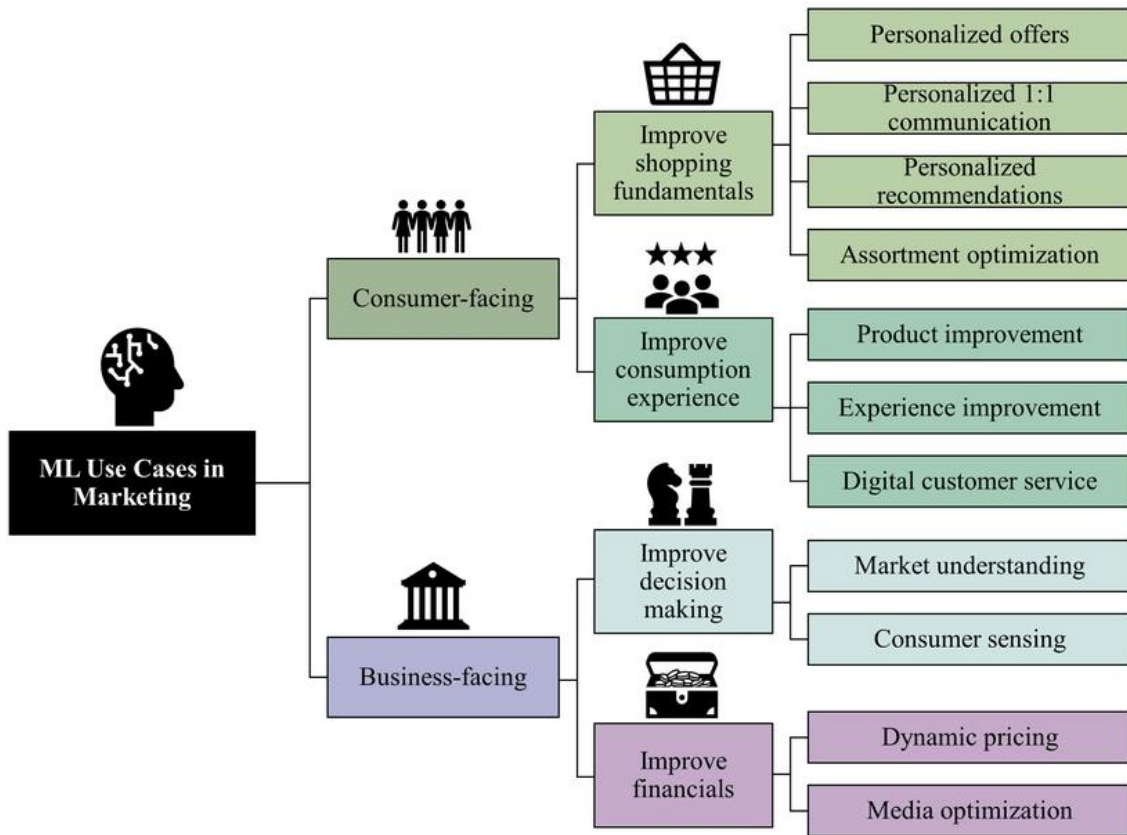 ML Use Cases in
Marketing
Consumer-facing
Improve
shopping
fundamentals
Personalized offers
Personalized 1:1
communication
Personalized
recommendations
Assortment optimization
Improve
consumption
experience
Product improvement
Experience improvement
Digital customer service
Business-facing
Improve
decision
making
Market understanding
Consumer sensing
Improve
financials
Dynamic pricing
Media optimization